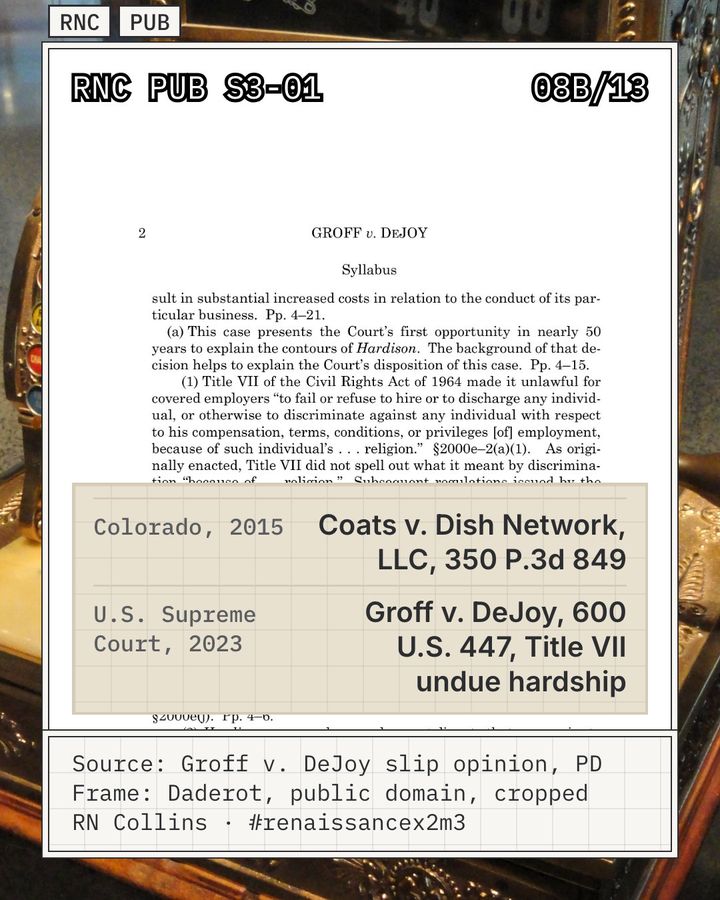 RNC PUB
RNC PUB S3-01 08B/13
2 GROFF v. DEJOY
Syllabus
sult in substantial increased costs in relation to the conduct of its par-
ticular business. Pp. 4–21.
(a) This case presents the Court's first opportunity in nearly 50
years to explain the contours of Hardison. The background of that de-
cision helps to explain the Court's disposition of this case. Pp. 4–15.
(1) Title VII of the Civil Rights Act of 1964 made it unlawful for
covered employers "to fail or refuse to hire or to discharge any individ-
ual, or otherwise to discriminate against any individual with respect
to his compensation, terms, conditions, or privileges [of] employment,
because of such individual's . . . religion." §2000e–2(a)(1). As origi-
nally enacted, Title VII did not spell out what it meant by discrimina-
tion "because of . . . religion." Subsequent regulations issued by the
Colorado, 2015 Coats v. Dish Network,
LLC, 350 P.3d 849
U.S. Supreme Groff v. DeJoy, 600
Court, 2023 U.S. 447, Title VII
undue hardship
§2000e(j). Pp. 4–6.
Source: Groff v. DeJoy slip opinion, PD
Frame: Daderot, public domain, cropped
RN Collins · #renaissancex2m3